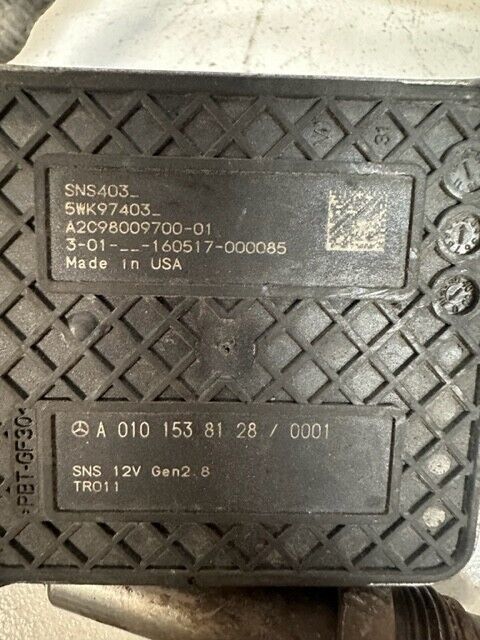 SNS403_
5WK97403_
A2C98009700-01
3-01-__-160517-000085
Made in USA
A 010 153 81 28 / 0001
SNS 12V Gen2.8
TR011
>PBT-GF30<